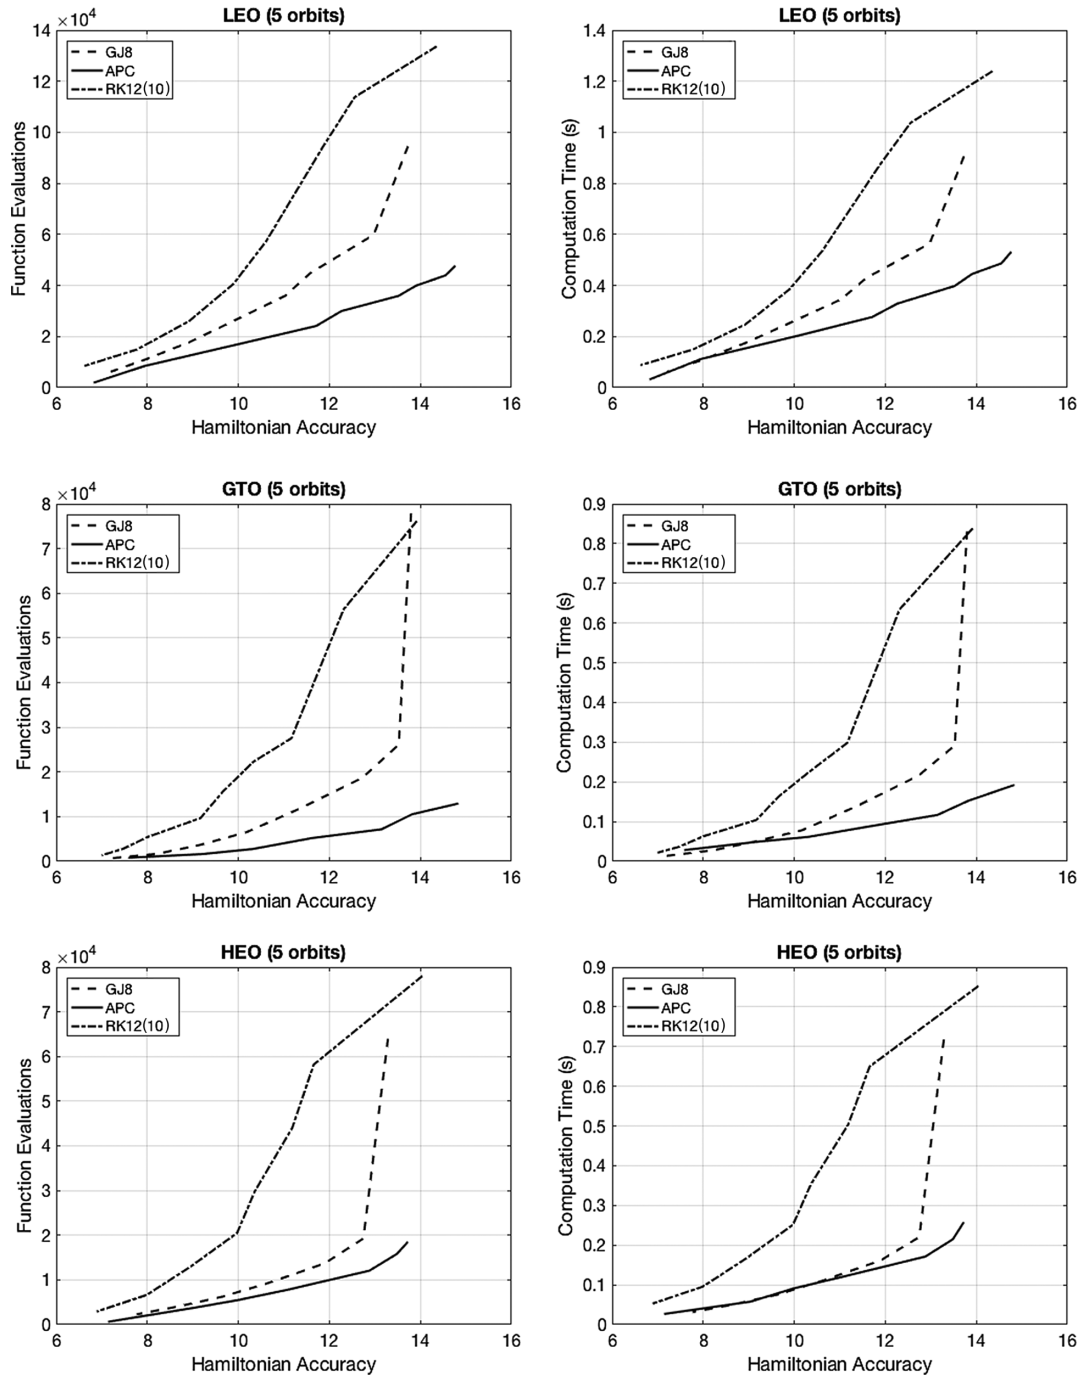 LEO (5 orbits)
×10⁴
14
12
10
8
6
4
2
0
6 8 10 12 14 16
Function Evaluations
Hamiltonian Accuracy
GJ8
APC
RK12(10)
LEO (5 orbits)
1.4
1.2
1
0.8
0.6
0.4
0.2
0
6 8 10 12 14 16
Computation Time (s)
Hamiltonian Accuracy
GJ8
APC
RK12(10)
GTO (5 orbits)
×10⁴
8
7
6
5
4
3
2
1
0
6 8 10 12 14 16
Function Evaluations
Hamiltonian Accuracy
GJ8
APC
RK12(10)
GTO (5 orbits)
0.9
0.8
0.7
0.6
0.5
0.4
0.3
0.2
0.1
0
6 8 10 12 14 16
Computation Time (s)
Hamiltonian Accuracy
GJ8
APC
RK12(10)
HEO (5 orbits)
×10⁴
8
7
6
5
4
3
2
1
0
6 8 10 12 14 16
Function Evaluations
Hamiltonian Accuracy
GJ8
APC
RK12(10)
HEO (5 orbits)
0.9
0.8
0.7
0.6
0.5
0.4
0.3
0.2
0.1
0
6 8 10 12 14 16
Computation Time (s)
Hamiltonian Accuracy
GJ8
APC
RK12(10)